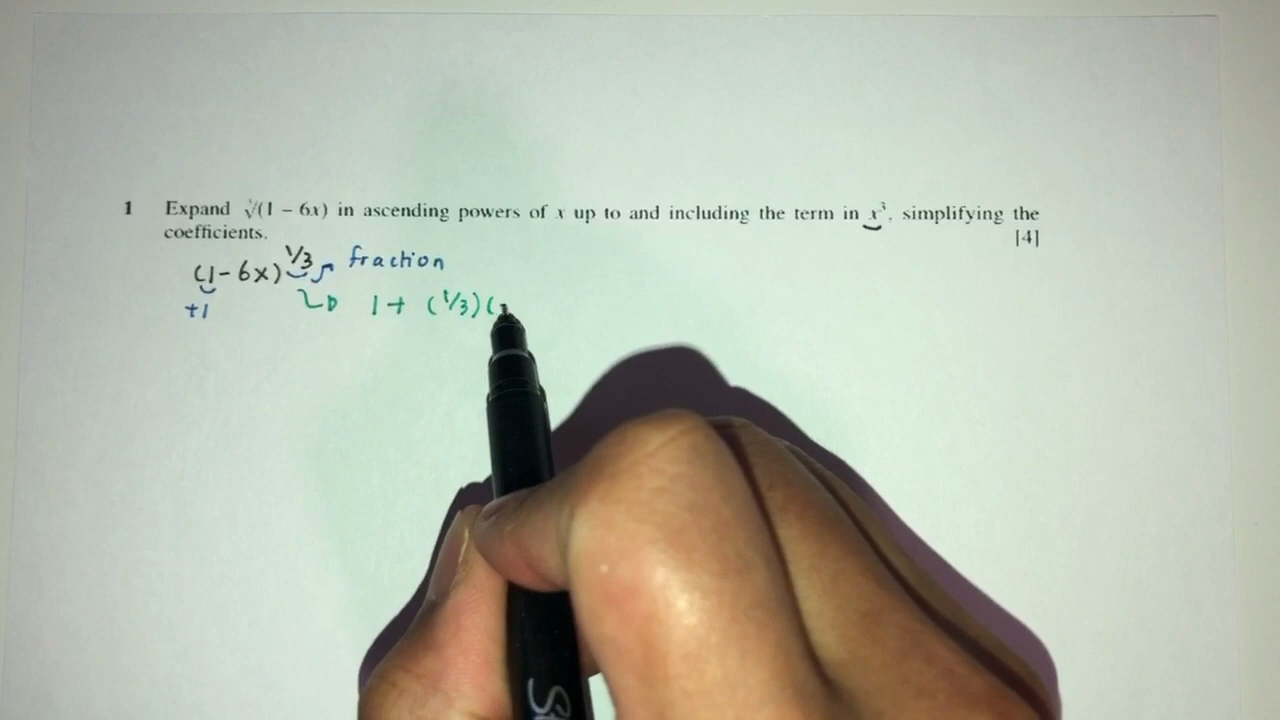 1 Expand ∛(1 – 6x) in ascending powers of x up to and including the term in x³, simplifying the
coefficients. [4]
(1-6x)^1/3 fraction
+1 1+ (1/3)(